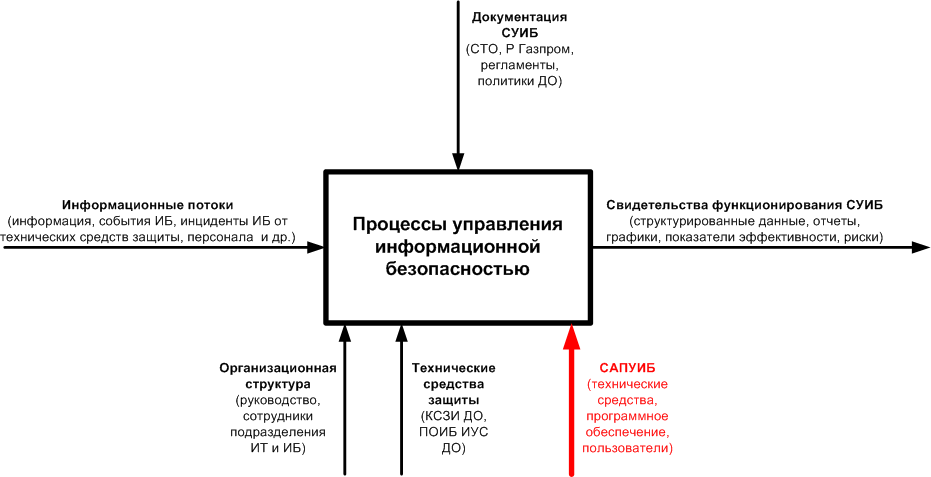 Документация
СУИБ
(СТО, Р Газпром,
регламенты,
политики ДО)
Информационные потоки
(информация, события ИБ, инциденты ИБ от
технических средств защиты, персонала и др.)
Процессы управления
информационной
безопасностью
Свидетельства функционирования СУИБ
(структурированные данные, отчеты,
графики, показатели эффективности, риски)
Организационная
структура
(руководство,
сотрудники
подразделения
ИТ и ИБ)
Технические
средства
защиты
(КСЗИ ДО,
ПОИБ ИУС
ДО)
САПУИБ
(технические
средства,
программное
обеспечение,
пользователи)